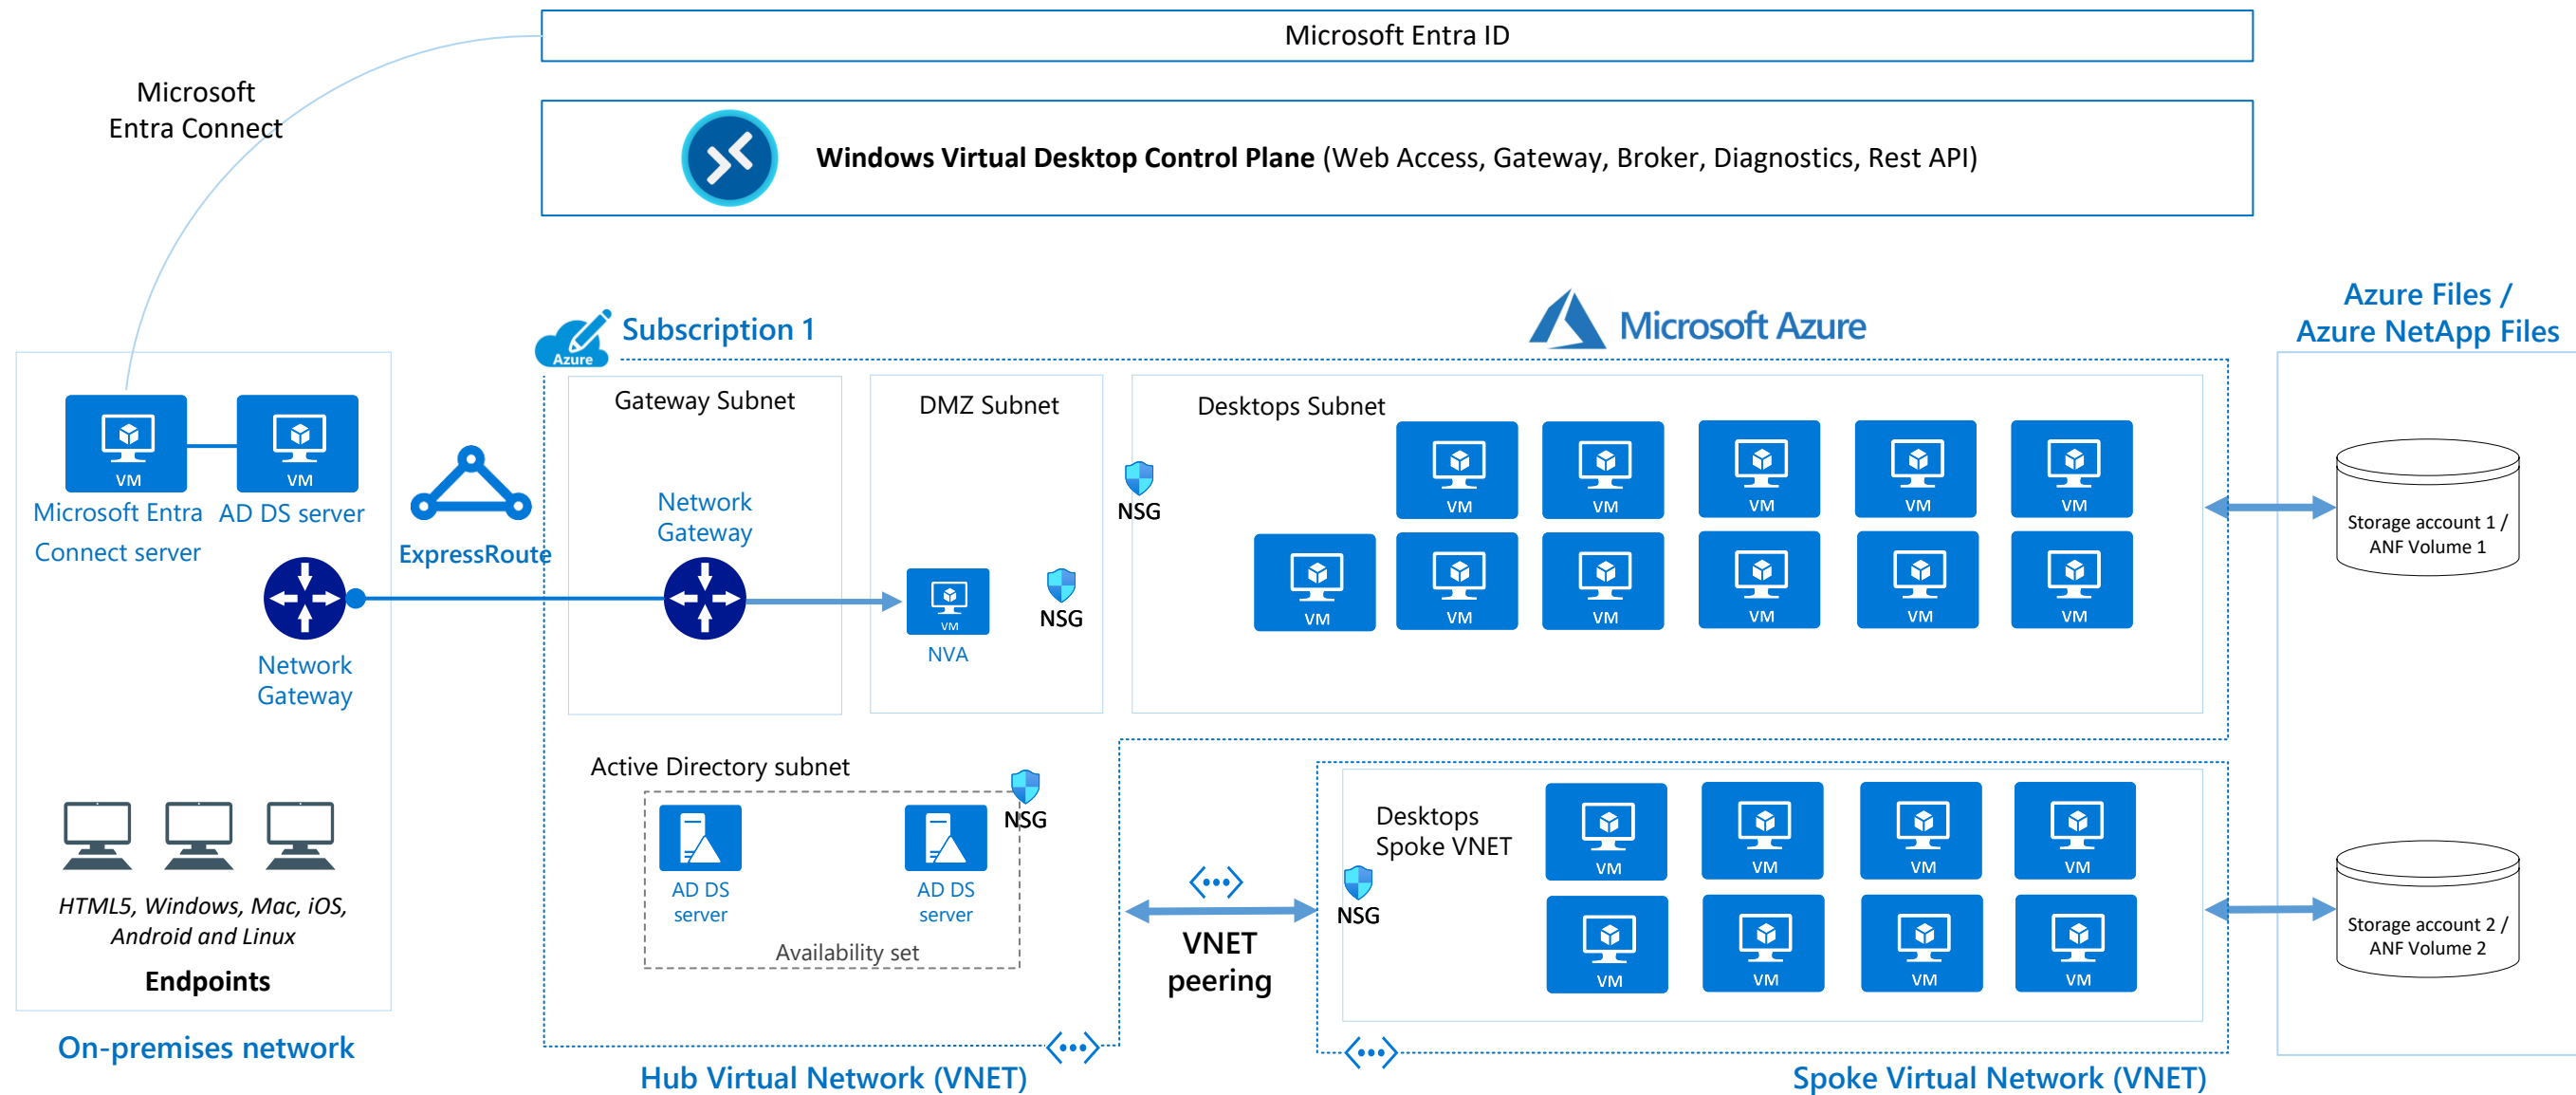 Microsoft Entra ID
Microsoft
Entra Connect
Windows Virtual Desktop Control Plane (Web Access, Gateway, Broker, Diagnostics, Rest API)
Azure
Subscription 1
Microsoft Azure
Azure Files /
Azure NetApp Files
VM
VM
Microsoft Entra
Connect server
AD DS server
Network
Gateway
ExpressRoute
HTML5, Windows, Mac, iOS,
Android and Linux
Endpoints
On-premises network
Gateway Subnet
Network
Gateway
DMZ Subnet
VM
NVA
NSG
Desktops Subnet
NSG
VM
VM
VM
VM
VM
VM
VM
VM
VM
VM
VM
Storage account 1 /
ANF Volume 1
Active Directory subnet
NSG
AD DS
server
AD DS
server
Availability set
Hub Virtual Network (VNET)
VNET
peering
Desktops
Spoke VNET
NSG
VM
VM
VM
VM
VM
VM
VM
VM
Spoke Virtual Network (VNET)
Storage account 2 /
ANF Volume 2